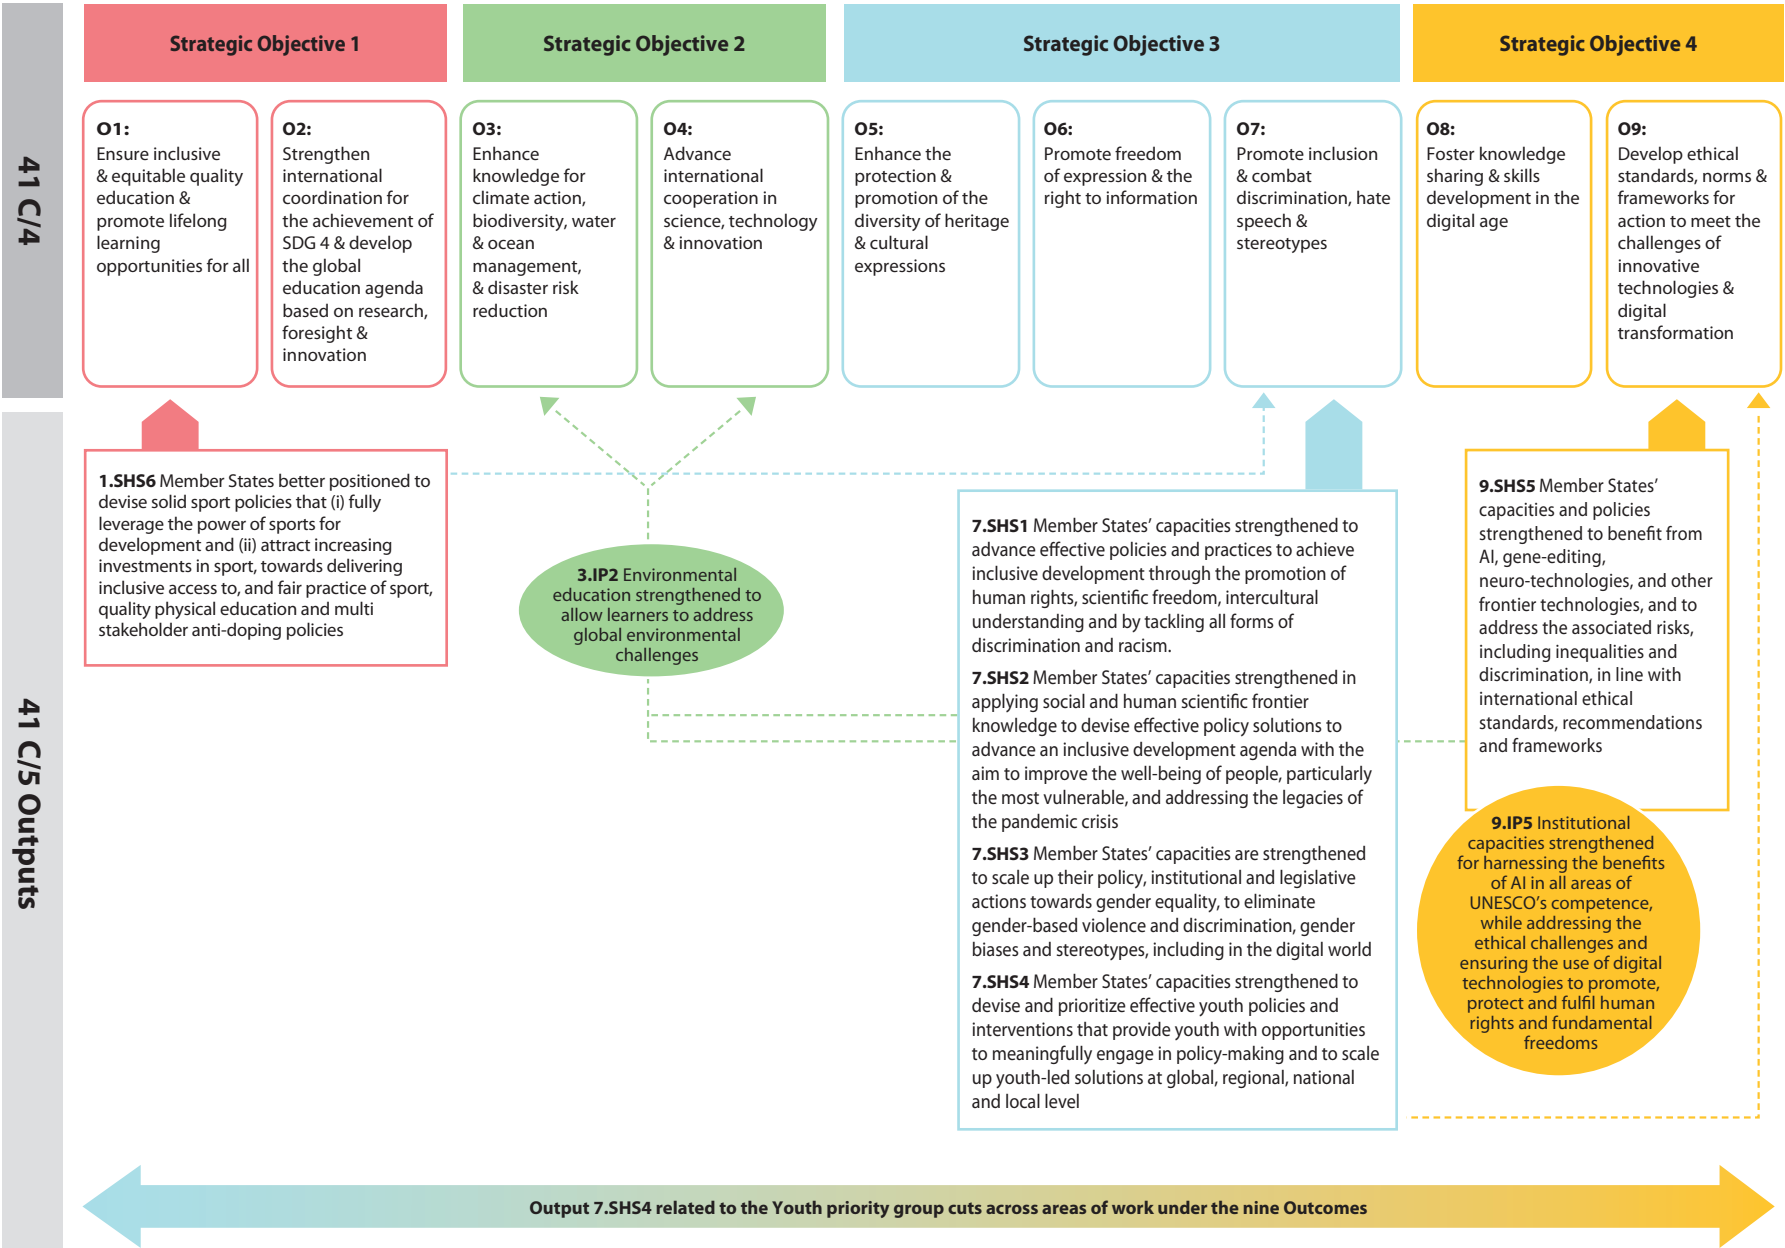 41 C/4
Strategic Objective 1
Strategic Objective 2
Strategic Objective 3
Strategic Objective 4
O1:
Ensure inclusive
& equitable quality
education &
promote lifelong
learning
opportunities for all
O2:
Strengthen
international
coordination for
the achievement of
SDG 4 & develop
the global
education agenda
based on research,
foresight &
innovation
O3:
Enhance
knowledge for
climate action,
biodiversity, water
& ocean
management,
& disaster risk
reduction
O4:
Advance
international
cooperation in
science, technology
& innovation
O5:
Enhance the
protection &
promotion of the
diversity of heritage
& cultural
expressions
O6:
Promote freedom
of expression & the
right to information
O7:
Promote inclusion
& combat
discrimination, hate
speech &
stereotypes
O8:
Foster knowledge
sharing & skills
development in the
digital age
O9:
Develop ethical
standards, norms &
frameworks for
action to meet the
challenges of
innovative
technologies &
digital
transformation
41 C/5 Outputs
1.SHS6 Member States better positioned to
devise solid sport policies that (i) fully
leverage the power of sports for
development and (ii) attract increasing
investments in sport, towards delivering
inclusive access to, and fair practice of sport,
quality physical education and multi
stakeholder anti-doping policies
3.IP2 Environmental
education strengthened to
allow learners to address
global environmental
challenges
7.SHS1 Member States’ capacities strengthened to
advance effective policies and practices to achieve
inclusive development through the promotion of
human rights, scientific freedom, intercultural
understanding and by tackling all forms of
discrimination and racism.
7.SHS2 Member States’ capacities strengthened in
applying social and human scientific frontier
knowledge to devise effective policy solutions to
advance an inclusive development agenda with the
aim to improve the well-being of people, particularly
the most vulnerable, and addressing the legacies of
the pandemic crisis
7.SHS3 Member States’ capacities are strengthened
to scale up their policy, institutional and legislative
actions towards gender equality, to eliminate
gender-based violence and discrimination, gender
biases and stereotypes, including in the digital world
7.SHS4 Member States’ capacities strengthened to
devise and prioritize effective youth policies and
interventions that provide youth with opportunities
to meaningfully engage in policy-making and to scale
up youth-led solutions at global, regional, national
and local level
9.SHS5 Member States’
capacities and policies
strengthened to benefit from
AI, gene-editing,
neuro-technologies, and other
frontier technologies, and to
address the associated risks,
including inequalities and
discrimination, in line with
international ethical
standards, recommendations
and frameworks
9.IP5 Institutional
capacities strengthened
for harnessing the benefits
of AI in all areas of
UNESCO’s competence,
while addressing the
ethical challenges and
ensuring the use of digital
technologies to promote,
protect and fulfil human
rights and fundamental
freedoms
Output 7.SHS4 related to the Youth priority group cuts across areas of work under the nine Outcomes